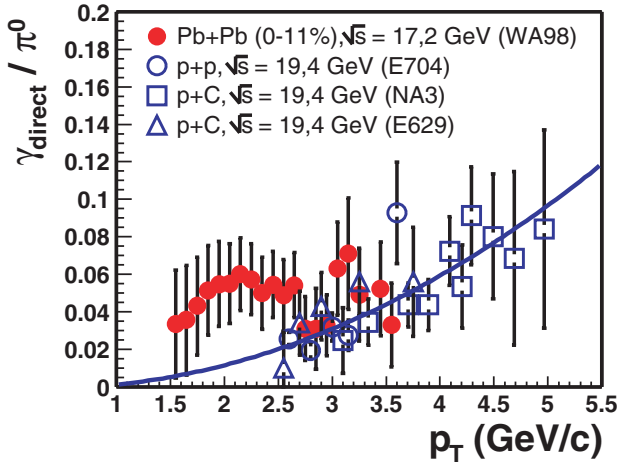 γdirect / π⁰
0.2
0.18
0.16
0.14
0.12
0.1
0.08
0.06
0.04
0.02
0
Pb+Pb (0-11%),√s = 17,2 GeV (WA98)
p+p,√s = 19,4 GeV (E704)
p+C,√s = 19,4 GeV (NA3)
p+C,√s = 19,4 GeV (E629)
1 1.5 2 2.5 3 3.5 4 4.5 5 5.5
pT (GeV/c)